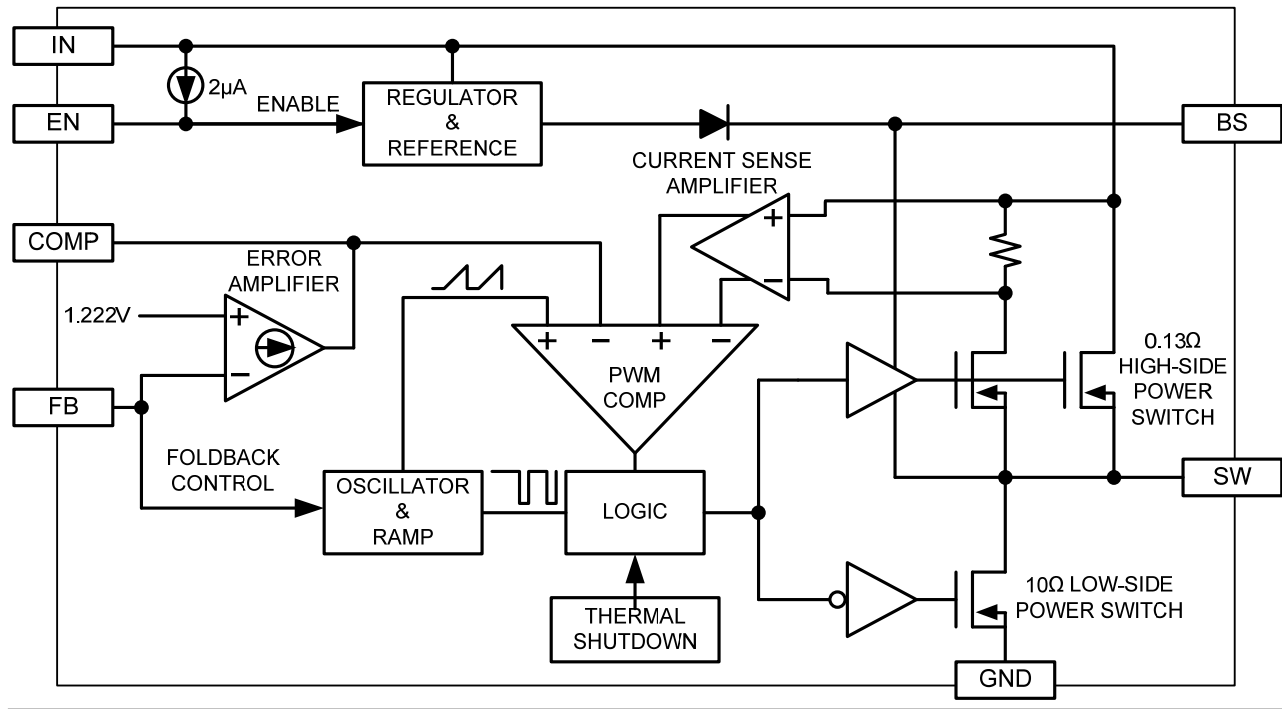 IN
2μA
EN
ENABLE
REGULATOR
&
REFERENCE
BS
CURRENT SENSE
AMPLIFIER
+
−
COMP
ERROR
AMPLIFIER
1.222V
+
−
+
−
+
−
PWM
COMP
0.13Ω
HIGH-SIDE
POWER
SWITCH
FB
FOLDBACK
CONTROL
OSCILLATOR
&
RAMP
LOGIC
SW
THERMAL
SHUTDOWN
10Ω LOW-SIDE
POWER SWITCH
GND